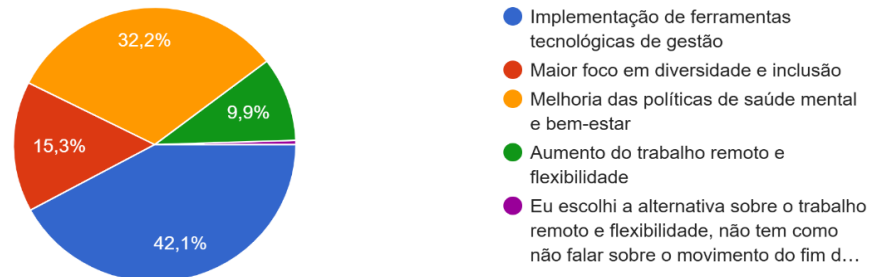 32,2%
9,9%
15,3%
42,1%
Implementação de ferramentas
tecnológicas de gestão
Maior foco em diversidade e inclusão
Melhoria das políticas de saúde mental
e bem-estar
Aumento do trabalho remoto e
flexibilidade
Eu escolhi a alternativa sobre o trabalho
remoto e flexibilidade, não tem como
não falar sobre o movimento do fim d…